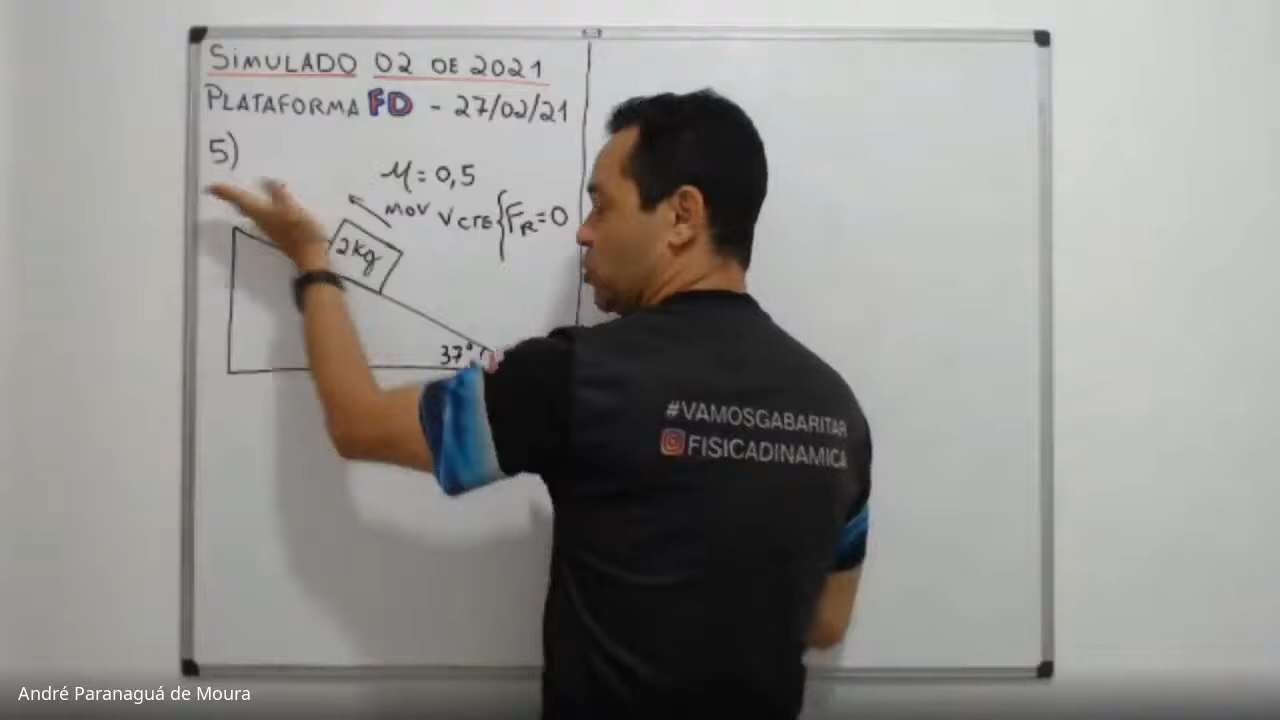 SIMULADO 02 DE 2021
PLATAFORMA FD - 27/02/21
5)
μ = 0,5
MOV VCTE { FR = 0
2kg
37°
#VAMOSGABARITAR
FISICADINAMICA
André Paranaguá de Moura